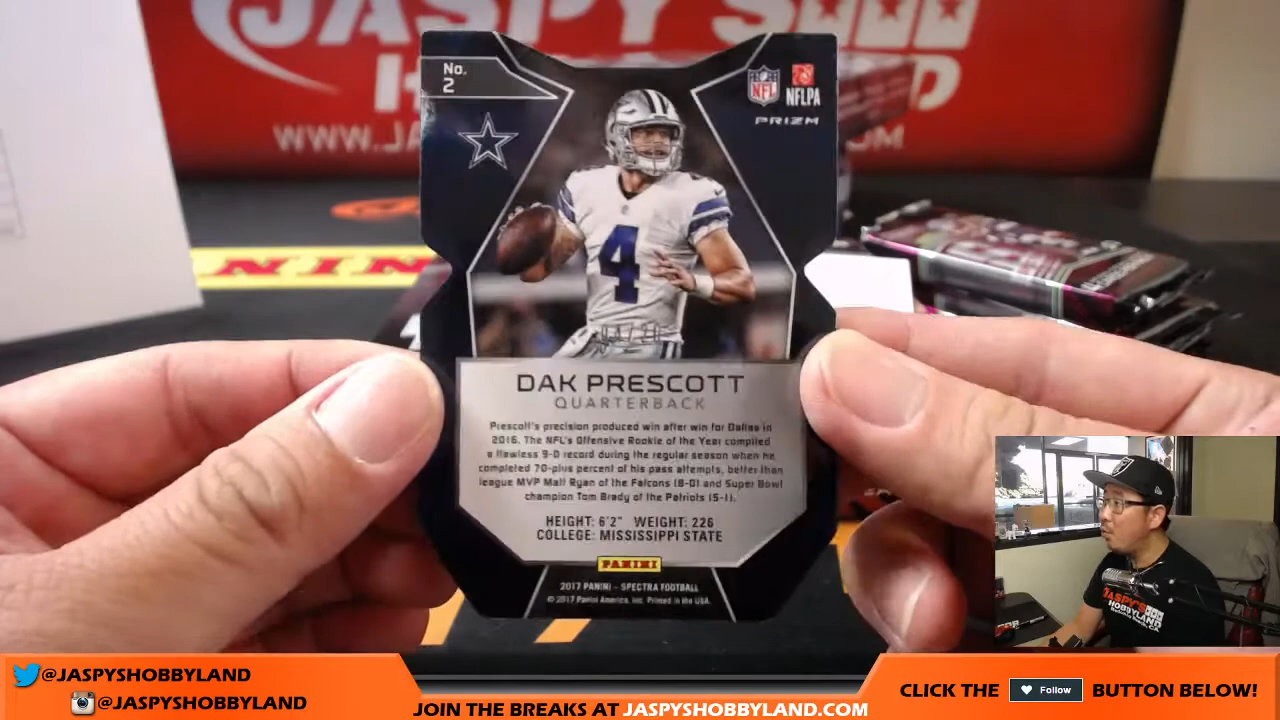 JASPY'S
WWW.JA
OM
No.
2
NFL
NFLPA
PRIZM
4
DAK PRESCOTT
QUARTERBACK
Prescott's precision produced win after win for Dallas in
2016. The NFL's Offensive Rookie of the Year compiled
a flawless 9-0 record during the regular season when he
completed 70-plus percent of his pass attempts, better than
league MVP Matt Ryan of the Falcons (8-0) and Super Bowl
champion Tom Brady of the Patriots (5-1).
HEIGHT: 6'2" WEIGHT: 226
COLLEGE: MISSISSIPPI STATE
PANINI
2017 PANINI - SPECTRA FOOTBALL
© 2017 Panini America, Inc. Printed in the USA.
JASPY'S
HOBBYLAND
@JASPYSHOBBYLAND
@JASPYSHOBBYLAND
JOIN THE BREAKS AT JASPYSHOBBYLAND.COM
CLICK THE Follow BUTTON BELOW!